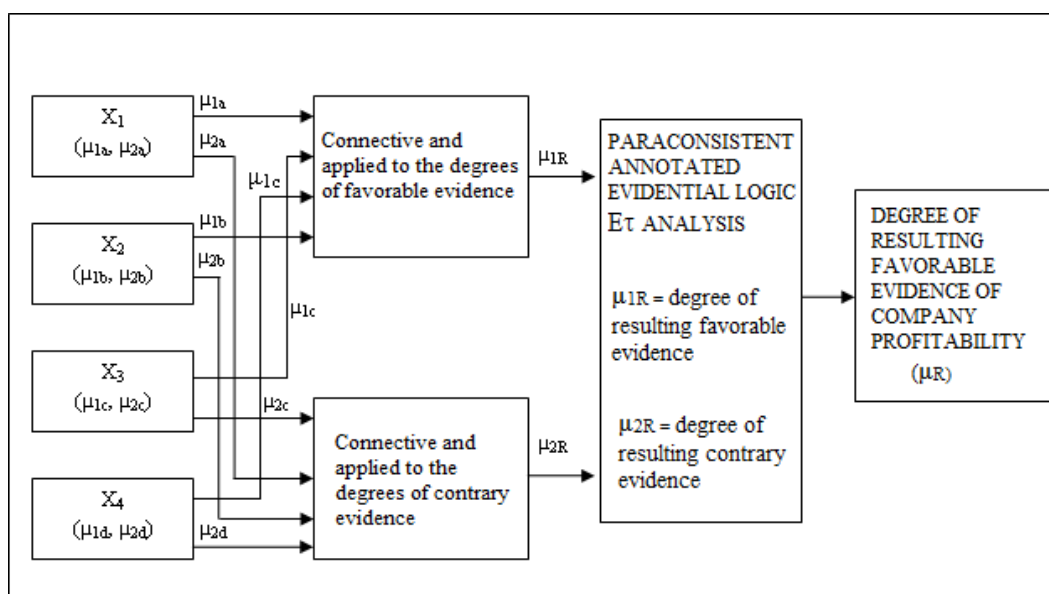 X1
(μ1a, μ2a)
μ1a
μ2a
X2
(μ1b, μ2b)
μ1b
μ2b
X3
(μ1c, μ2c)
μ2c
X4
(μ1d, μ2d)
μ2d
μ1c
μ1c
Connective and
applied to the degrees
of favorable evidence
μ1R
Connective and
applied to the
degrees of contrary
evidence
μ2R
PARACONSISTENT
ANNOTATED
EVIDENTIAL LOGIC
Eτ ANALYSIS
μ1R = degree of
resulting favorable
evidence
μ2R = degree of
resulting contrary
evidence
DEGREE OF
RESULTING
FAVORABLE
EVIDENCE OF
COMPANY
PROFITABILITY
(μR)